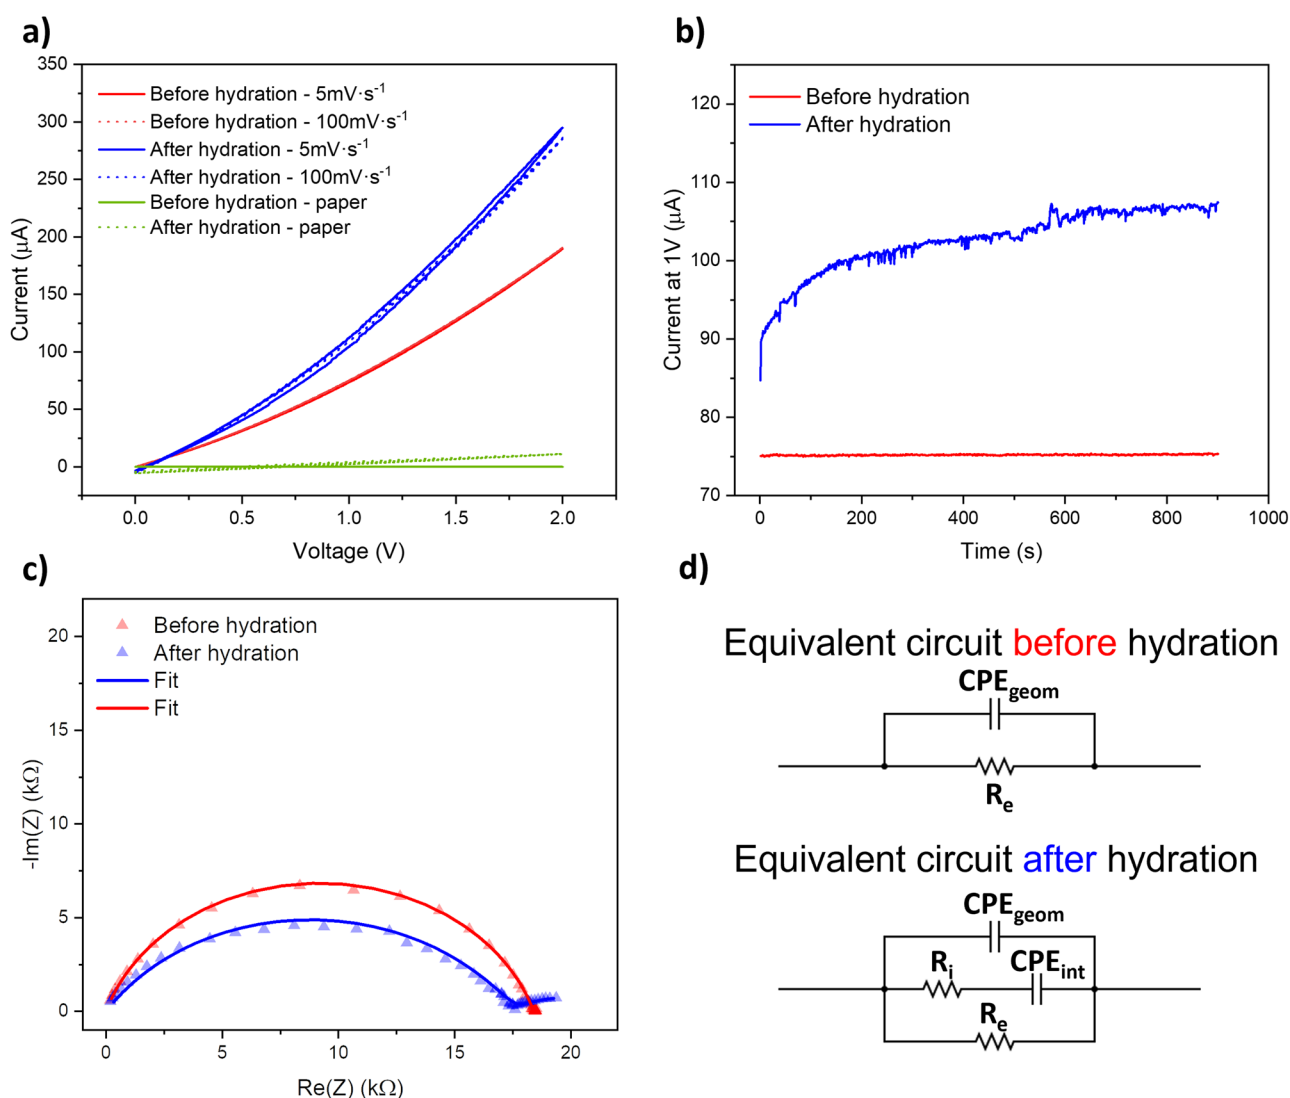 a)
350
300
250
200
150
100
50
0
Current (μA)
Before hydration - 5mV·s⁻¹
Before hydration - 100mV·s⁻¹
After hydration - 5mV·s⁻¹
After hydration - 100mV·s⁻¹
Before hydration - paper
After hydration - paper
0.0 0.5 1.0 1.5 2.0
Voltage (V)
b)
120
110
100
90
80
70
Current at 1V (μA)
Before hydration
After hydration
0 200 400 600 800 1000
Time (s)
c)
20
15
10
5
0
-Im(Z) (kΩ)
Before hydration
After hydration
Fit
Fit
0 5 10 15 20
Re(Z) (kΩ)
d)
Equivalent circuit before hydration
CPEgeom
Re
Equivalent circuit after hydration
CPEgeom
Ri CPEint
Re